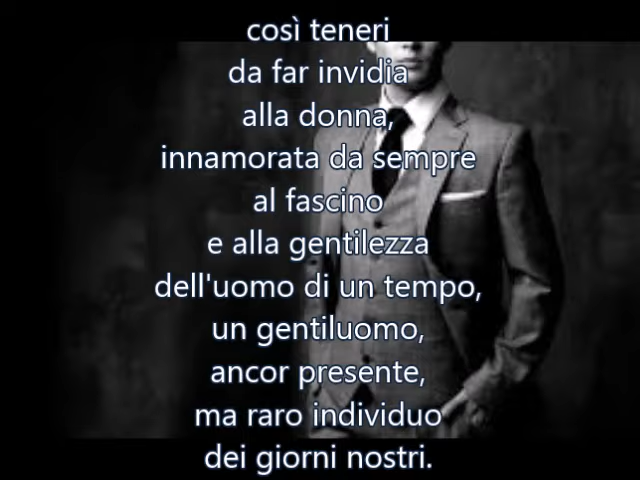 così teneri
da far invidia
alla donna,
innamorata da sempre
al fascino
e alla gentilezza
dell'uomo di un tempo,
un gentiluomo,
ancor presente,
ma raro individuo
dei giorni nostri.